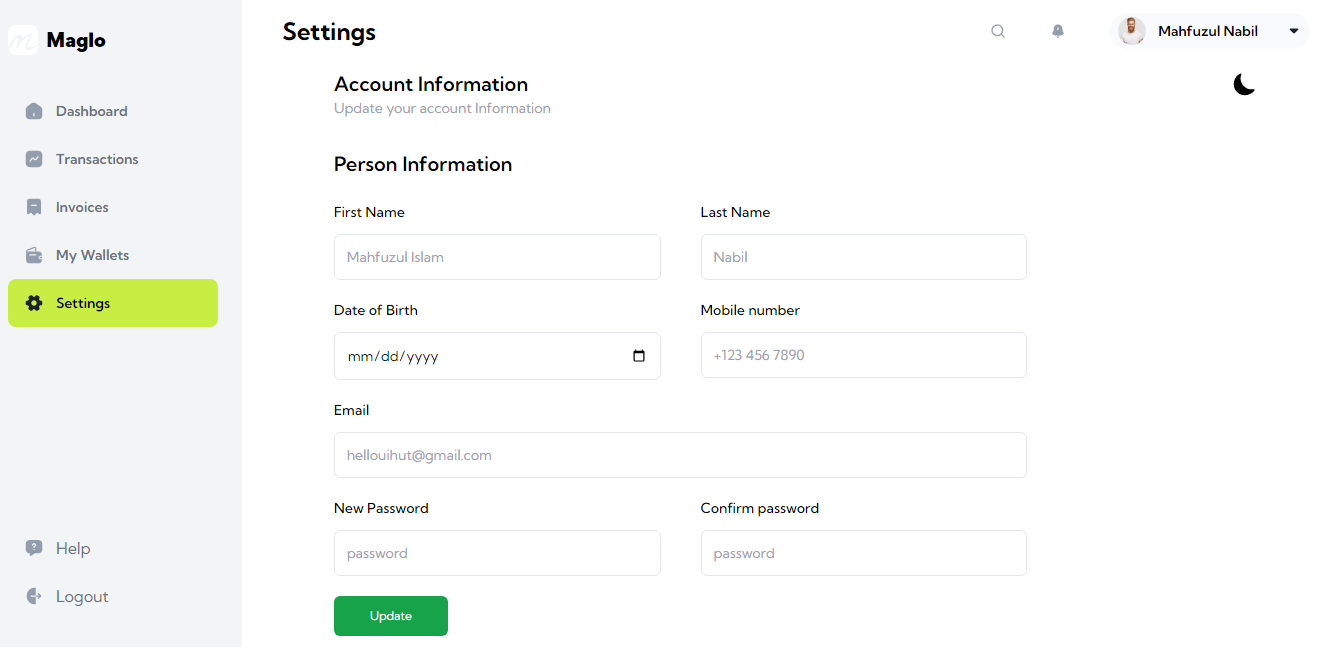 Maglo
Dashboard
Transactions
Invoices
My Wallets
Settings
Help
Logout
Settings
Mahfuzul Nabil
Account Information
Update your account Information
Person Information
First Name
Last Name
Mahfuzul Islam
Nabil
Date of Birth
Mobile number
mm/dd/yyyy
+123 456 7890
Email
hellouihut@gmail.com
New Password
Confirm password
password
password
Update